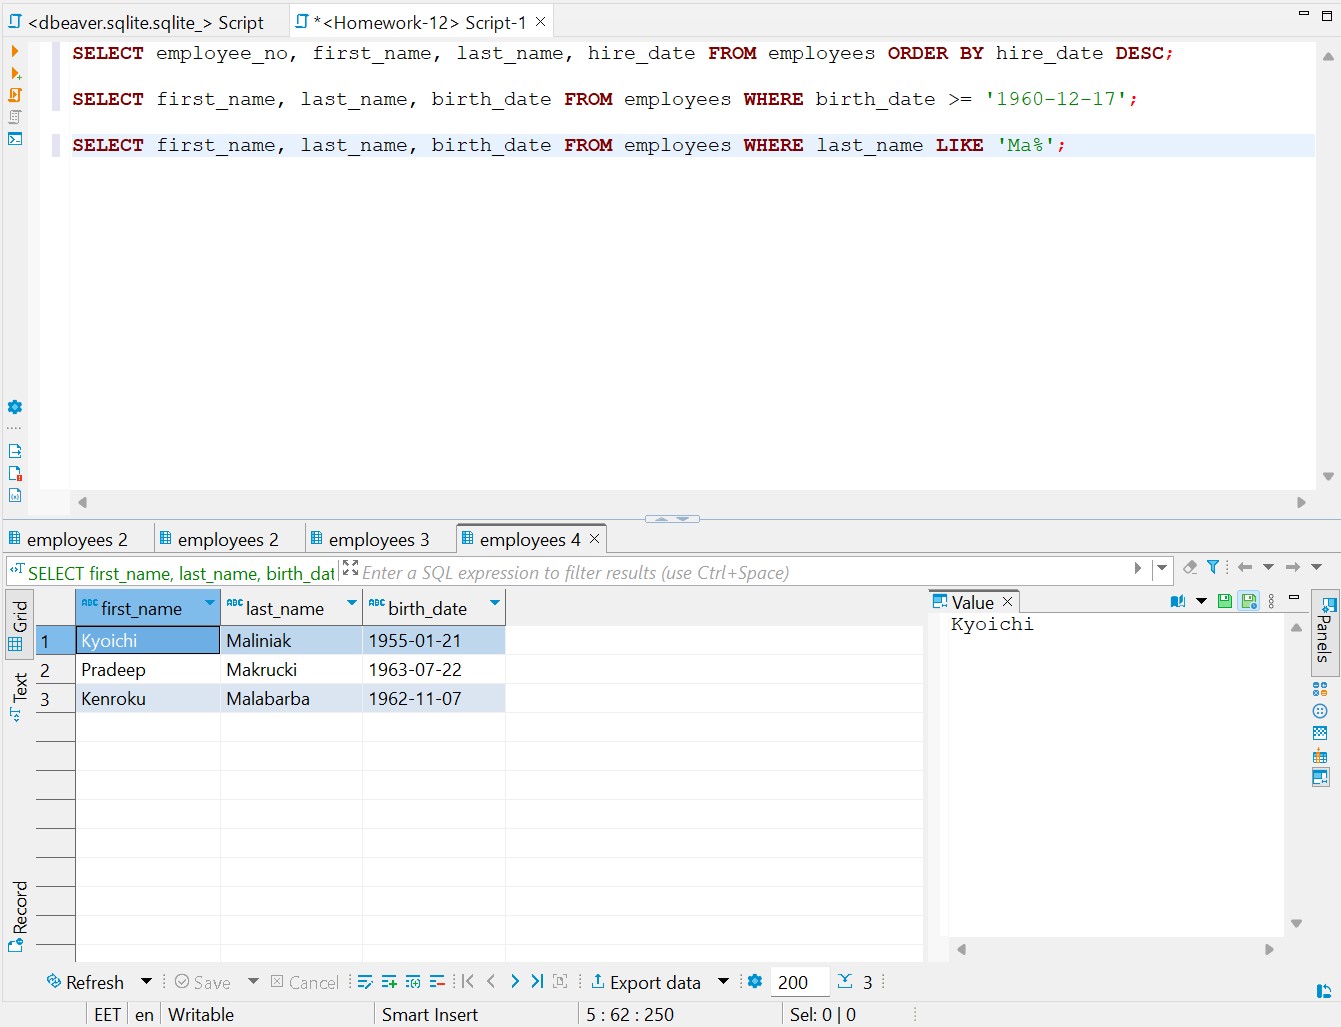 <dbeaver.sqlite.sqlite_> Script *<Homework-12> Script-1
SELECT employee_no, first_name, last_name, hire_date FROM employees ORDER BY hire_date DESC;
SELECT first_name, last_name, birth_date FROM employees WHERE birth_date >= '1960-12-17';
SELECT first_name, last_name, birth_date FROM employees WHERE last_name LIKE 'Ma%';
employees 2 employees 2 employees 3 employees 4
SELECT first_name, last_name, birth_dat Enter a SQL expression to filter results (use Ctrl+Space)
Grid
Text
Record
ABC first_name ABC last_name ABC birth_date
1 Kyoichi Maliniak 1955-01-21
2 Pradeep Makrucki 1963-07-22
3 Kenroku Malabarba 1962-11-07
Value
Kyoichi
Panels
Refresh Save Cancel Export data 200 3
EET en Writable Smart Insert 5 : 62 : 250 Sel: 0 | 0